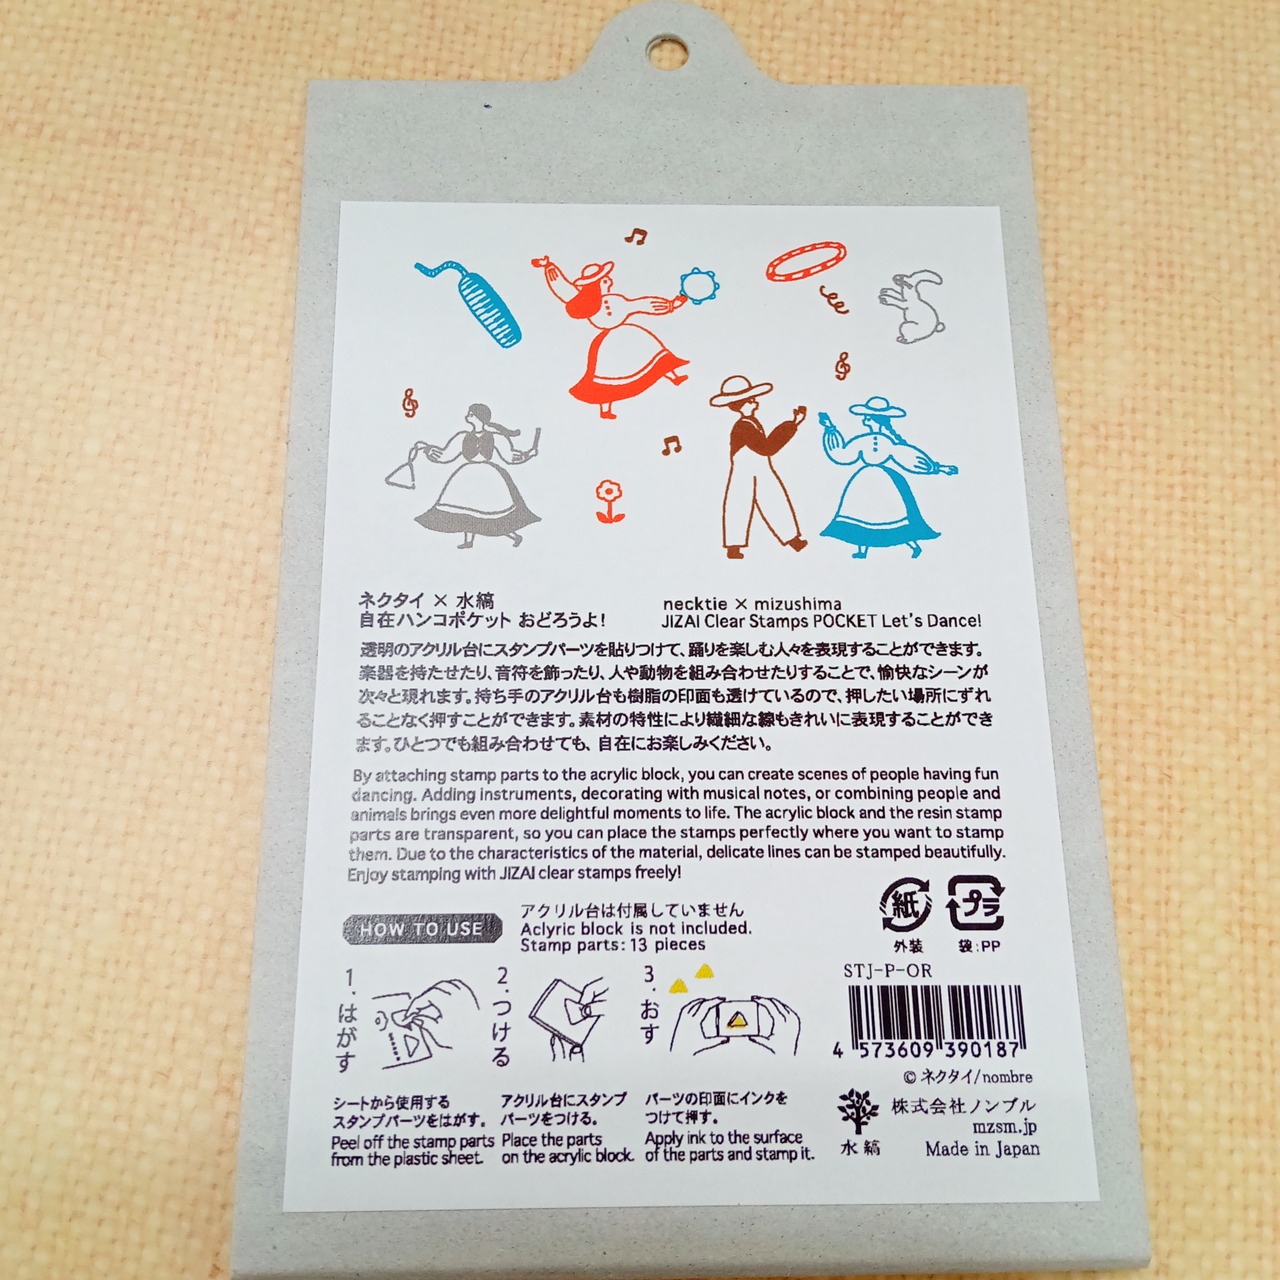 ネクタイ × 水縞
自在ハンコポケット おどろうよ!
necktie × mizushima
JIZAI Clear Stamps POCKET Let's Dance!
透明のアクリル台にスタンプパーツを貼りつけて、踊りを楽しむ人々を表現することができます。
楽器を持たせたり、音符を飾ったり、人や動物を組み合わせたりすることで、愉快なシーンが
次々と現れます。持ち手のアクリル台も樹脂の印面も透けているので、押したい場所にずれ
ることなく押すことができます。素材の特性により繊細な線もきれいに表現することができ
ます。ひとつでも組み合わせても、自在にお楽しみください。
By attaching stamp parts to the acrylic block, you can create scenes of people having fun
dancing. Adding instruments, decorating with musical notes, or combining people and
animals brings even more delightful moments to life. The acrylic block and the resin stamp
parts are transparent, so you can place the stamps perfectly where you want to stamp
them. Due to the characteristics of the material, delicate lines can be stamped beautifully.
Enjoy stamping with JIZAI clear stamps freely!
HOW TO USE
アクリル台は付属していません
Aclyric block is not included.
Stamp parts: 13 pieces
紙
外装
プラ
袋:PP
1.はがす
2.つける
3.おす
シートから使用する
スタンプパーツをはがす。
Peel off the stamp parts
from the plastic sheet.
アクリル台にスタンプ
パーツをつける。
Place the parts
on the acrylic block.
パーツの印面にインクを
つけて押す。
Apply ink to the surface
of the parts and stamp it.
STJ-P-OR
4 573609 390187
© ネクタイ/nombre
水縞
株式会社ノンブル
mzsm.jp
Made in Japan